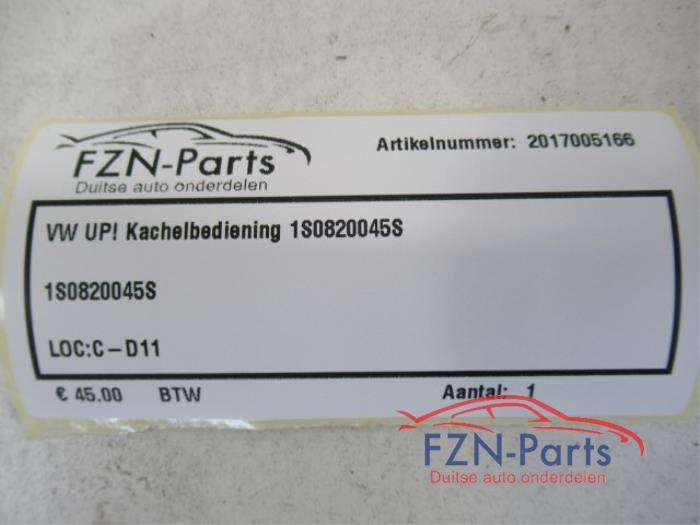 FZN-Parts
Duitse auto onderdelen
Artikelnummer: 2017005166
VW UP! Kachelbediening 1S0820045S
1S0820045S
LOC:C-D11
€ 45.00 BTW
Aantal: 1
FZN-Parts
Duitse auto onderdelen